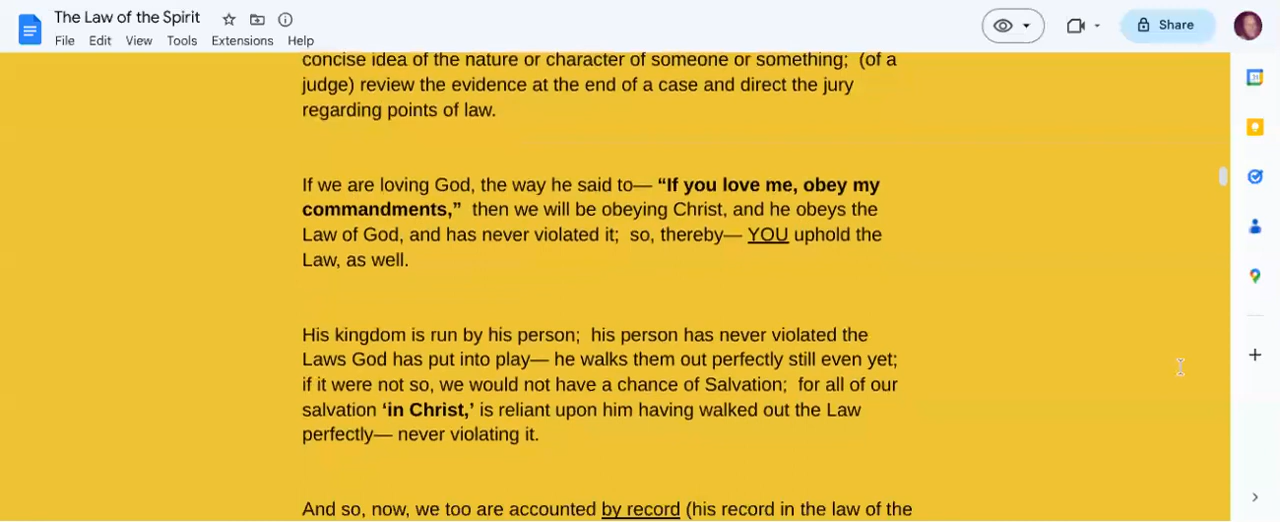 The Law of the Spirit
File Edit View Tools Extensions Help
Share
31
concise idea of the nature or character of someone or something;  (of a
judge) review the evidence at the end of a case and direct the jury
regarding points of law.
If we are loving God, the way he said to— “If you love me, obey my
commandments,”  then we will be obeying Christ, and he obeys the
Law of God, and has never violated it;  so, thereby— YOU uphold the
Law, as well.
His kingdom is run by his person;  his person has never violated the
Laws God has put into play— he walks them out perfectly still even yet;
if it were not so, we would not have a chance of Salvation;  for all of our
salvation ‘in Christ,’ is reliant upon him having walked out the Law
perfectly— never violating it.
And so, now, we too are accounted by record (his record in the law of the